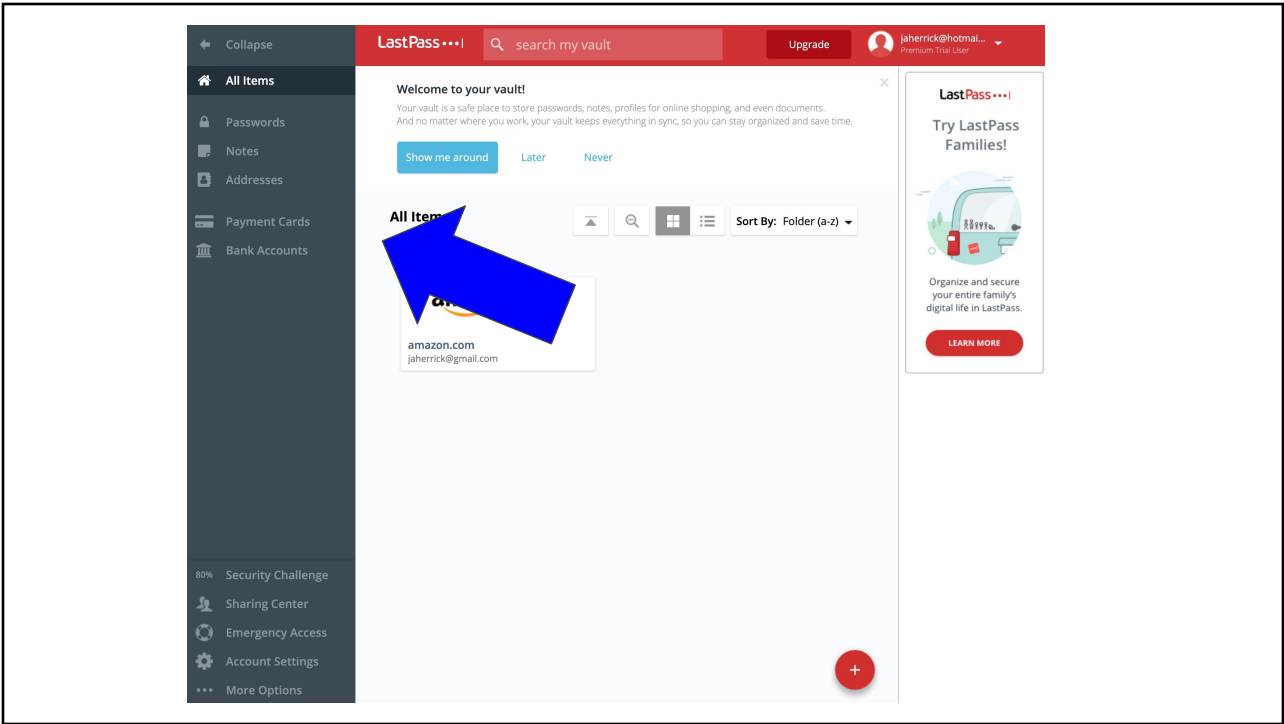 Collapse
All Items
Passwords
Notes
Addresses
Payment Cards
Bank Accounts
80% Security Challenge
Sharing Center
Emergency Access
Account Settings
More Options
LastPass
search my vault
Upgrade
jaherrick@hotmai...
Premium Trial User
Welcome to your vault!
Your vault is a safe place to store passwords, notes, profiles for online shopping, and even documents.
And no matter where you work, your vault keeps everything in sync, so you can stay organized and save time.
Show me around
Later
Never
All
Sort By: Folder (a-z)
amazon.com
jaherrick@gmail.com
LastPass
Try LastPass
Families!
Organize and secure
your entire family's
digital life in LastPass.
LEARN MORE